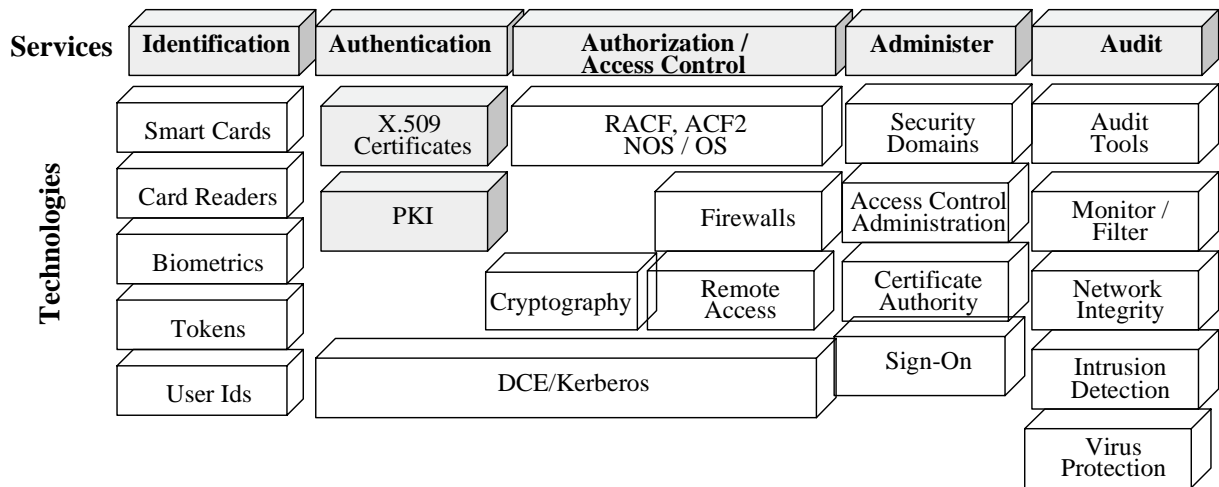 Services
Identification
Authentication
Authorization /
Access Control
Administer
Audit
Technologies
Smart Cards
Card Readers
Biometrics
Tokens
User Ids
X.509
Certificates
PKI
RACF, ACF2
NOS / OS
Firewalls
Cryptography
Remote
Access
DCE/Kerberos
Security
Domains
Access Control
Administration
Certificate
Authority
Sign-On
Audit
Tools
Monitor /
Filter
Network
Integrity
Intrusion
Detection
Virus
Protection